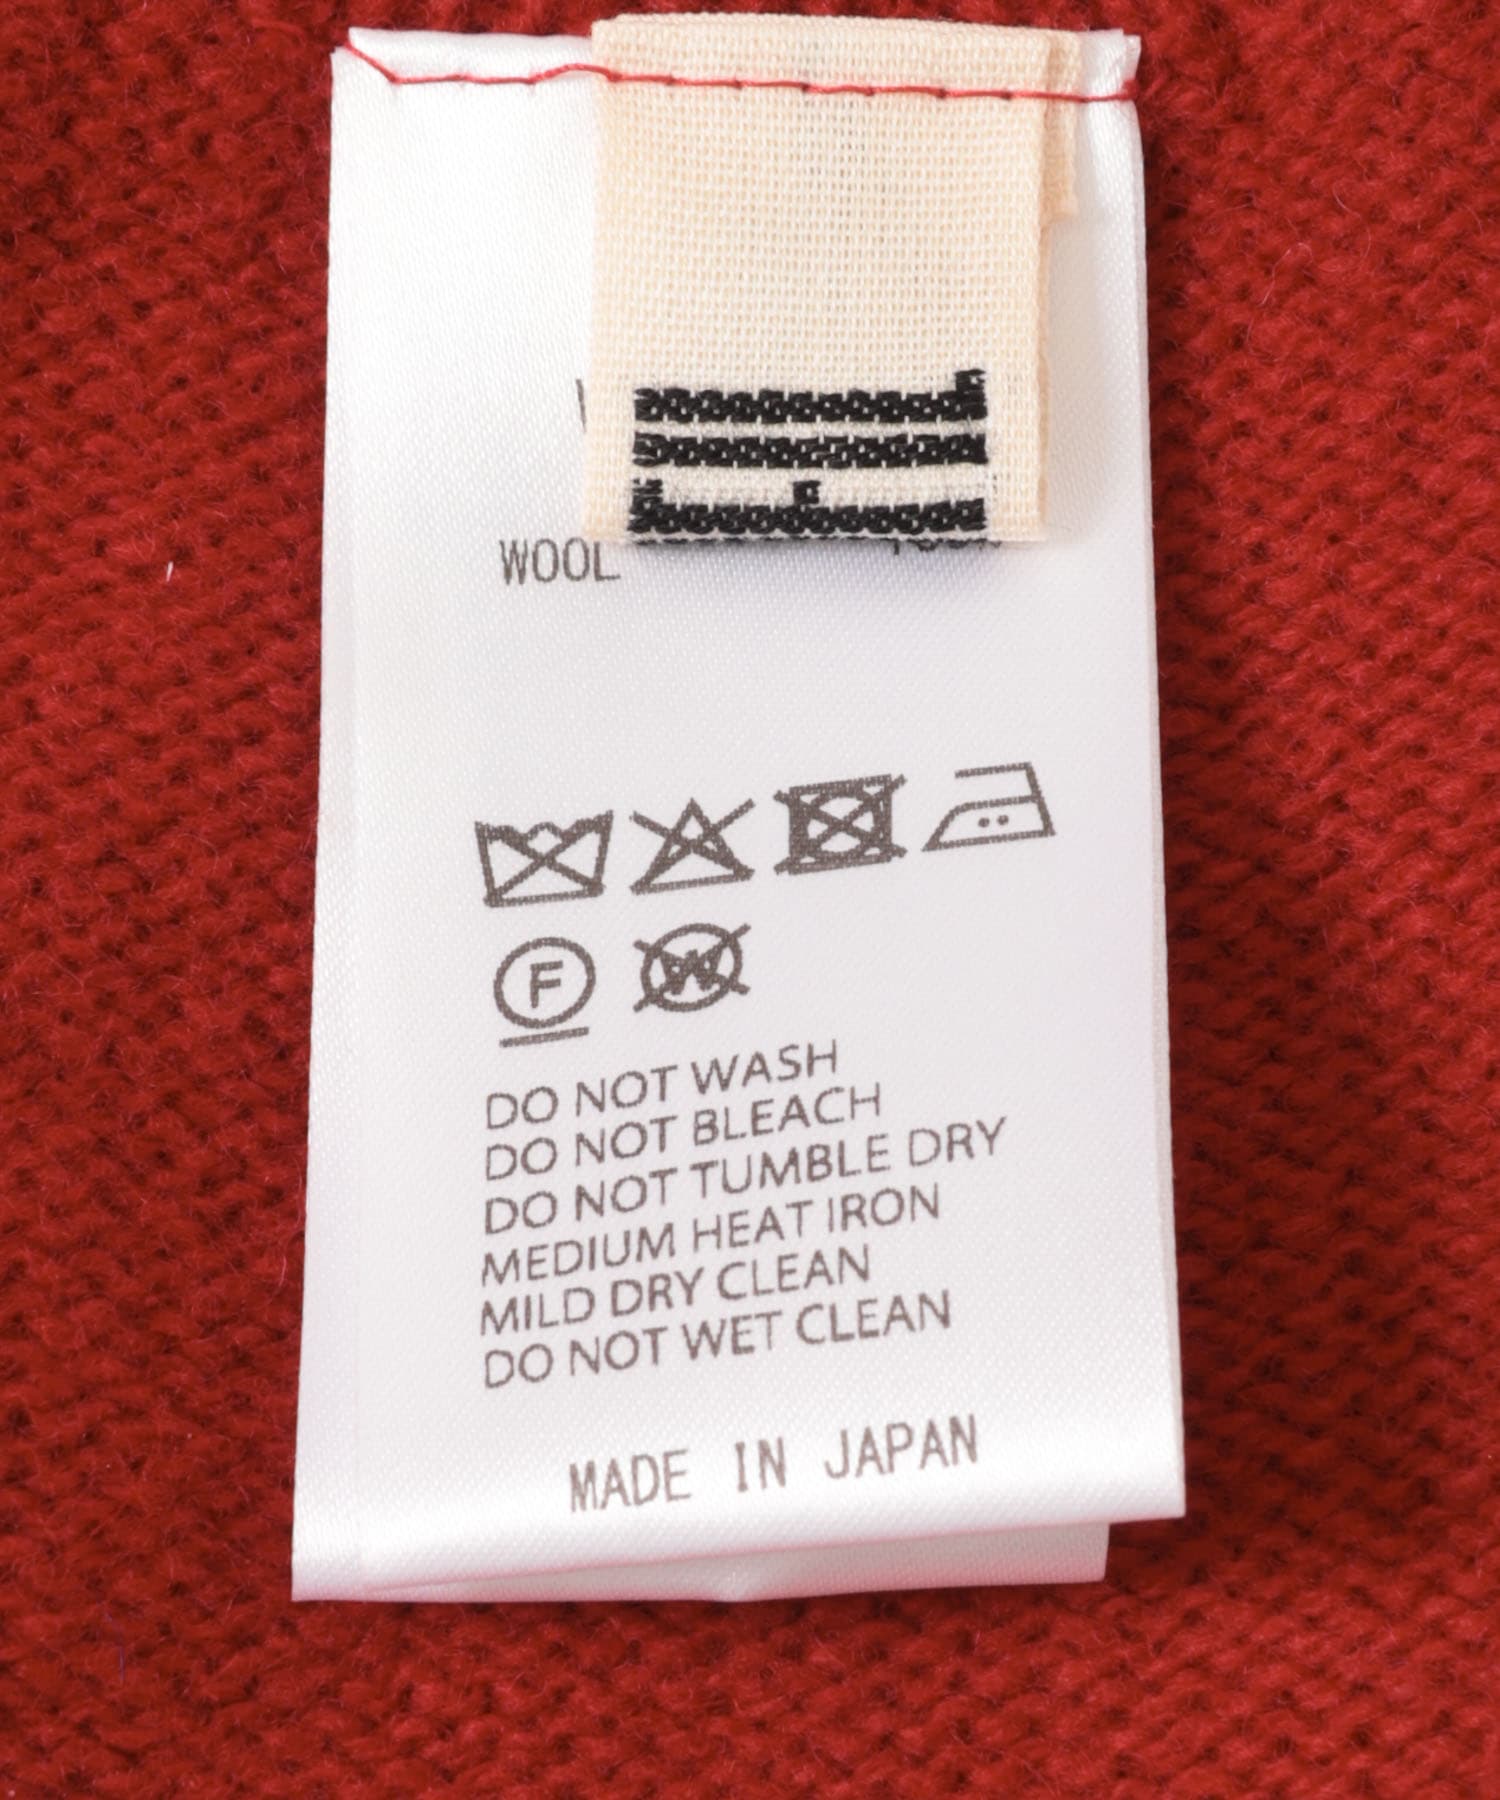 WOOL
F
W
DO NOT WASH
DO NOT BLEACH
DO NOT TUMBLE DRY
MEDIUM HEAT IRON
MILD DRY CLEAN
DO NOT WET CLEAN
MADE IN JAPAN